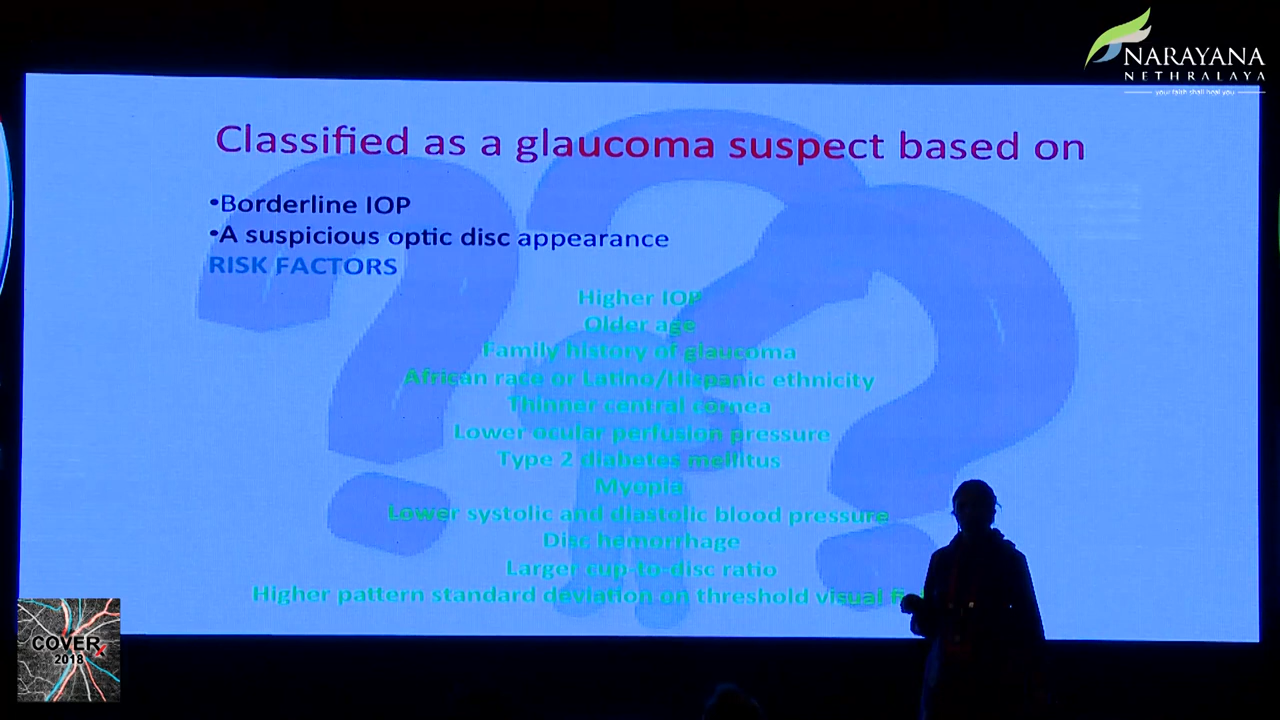 NARAYANA
NETHRALAYA
your faith shall heal you
Classified as a glaucoma suspect based on
•Borderline IOP
•A suspicious optic disc appearance
RISK FACTORS
Higher IOP
Older age
Family history of glaucoma
African race or Latino/Hispanic ethnicity
Thinner central cornea
Lower ocular perfusion pressure
Type 2 diabetes mellitus
Myopia
Lower systolic and diastolic blood pressure
Disc hemorrhage
Larger cup-to-disc ratio
Higher pattern standard deviation on threshold visual
COVERx
2018